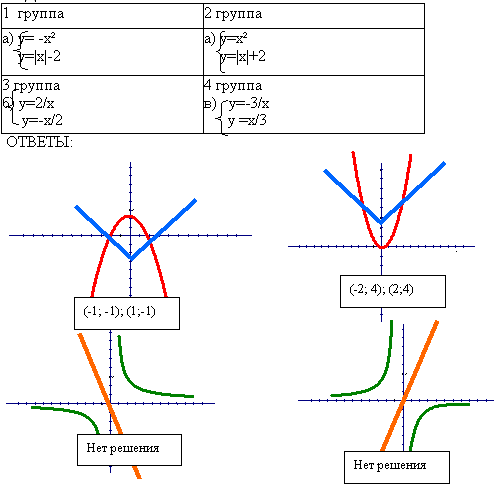 1 группа
2 группа
а) y= -x²
y=|x|-2
а) y=x²
y=|x|+2
3 группа
б) y=2/x
y=-x/2
4 группа
в) y=-3/x
y =x/3
ОТВЕТЫ:
(-1; -1); (1;-1)
(-2; 4); (2;4)
Нет решения
Нет решения